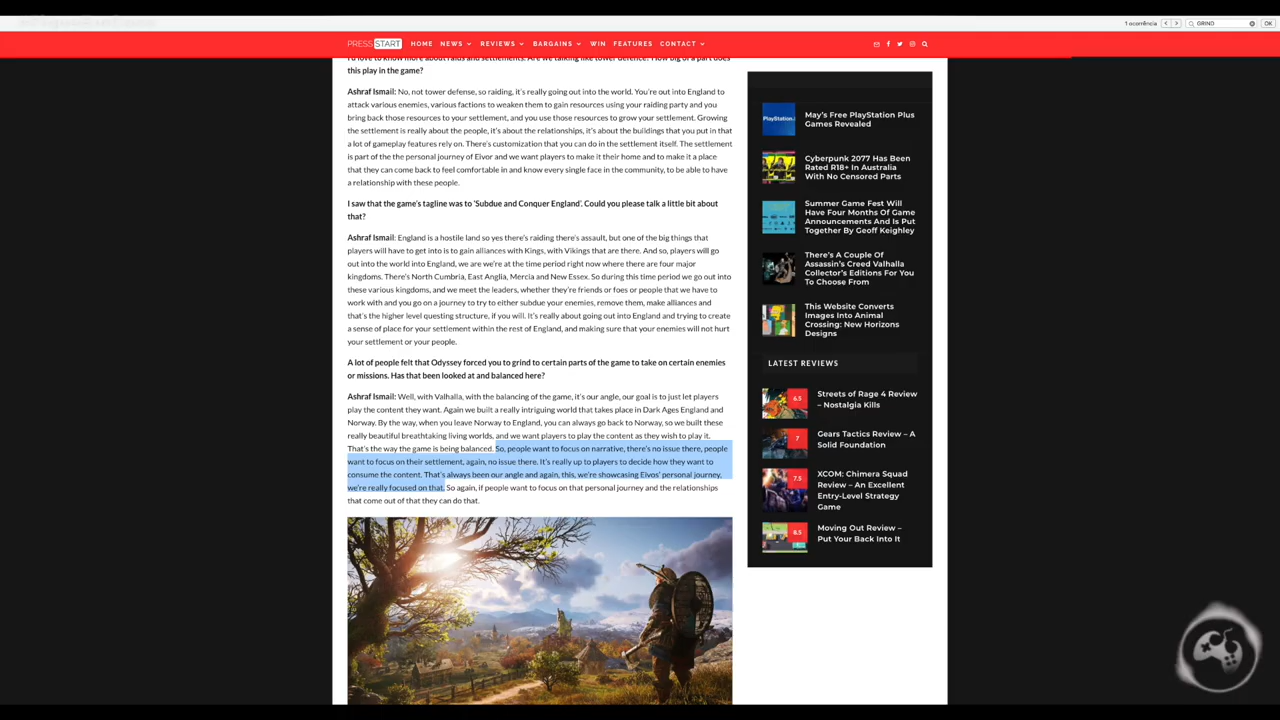 1 ocorrência
GRIND
OK
PRESS START
HOME NEWS REVIEWS BARGAINS WIN FEATURES CONTACT
I'd love to know more about raids and settlements. Are we talking like tower defence? How big of a part does
this play in the game?
Ashraf Ismail: No, not tower defense, so raiding, it's really going out into the world. You're out into England to
attack various enemies, various factions to weaken them to gain resources using your raiding party and you
bring back those resources to your settlement, and you use those resources to grow your settlement. Growing
the settlement is really about the people, it's about the relationships, it's about the buildings that you put in that
a lot of gameplay features rely on. There's customization that you can do in the settlement itself. The settlement
is part of the the personal journey of Eivor and we want players to make it their home and to make it a place
that they can come back to feel comfortable in and know every single face in the community, to be able to have
a relationship with these people.
I saw that the game's tagline was to 'Subdue and Conquer England'. Could you please talk a little bit about
that?
Ashraf Ismail: England is a hostile land so yes there's raiding there's assault, but one of the big things that
players will have to get into is to gain alliances with Kings, with Vikings that are there. And so, players will go
out into the world into England, we are we're at the time period right now where there are four major
kingdoms. There's North Cumbria, East Anglia, Mercia and New Essex. So during this time period we go out into
these various kingdoms, and we meet the leaders, whether they're friends or foes or people that we have to
work with and you go on a journey to try to either subdue your enemies, remove them, make alliances and
that's the higher level questing structure, if you will. It's really about going out into England and trying to create
a sense of place for your settlement within the rest of England, and making sure that your enemies will not hurt
your settlement or your people.
A lot of people felt that Odyssey forced you to grind to certain parts of the game to take on certain enemies
or missions. Has that been looked at and balanced here?
Ashraf Ismail: Well, with Valhalla, with the balancing of the game, it's our angle, our goal is to just let players
play the content they want. Again we built a really intriguing world that takes place in Dark Ages England and
Norway. By the way, when you leave Norway to England, you can always go back to Norway, so we built these
really beautiful breathtaking living worlds, and we want players to play the content as they wish to play it.
That's the way the game is being balanced. So, people want to focus on narrative, there's no issue there, people
want to focus on their settlement, again, no issue there. It's really up to players to decide how they want to
consume the content. That's always been our angle and again, this, we're showcasing Eivos' personal journey,
we're really focused on that. So again, if people want to focus on that personal journey and the relationships
that come out of that they can do that.
PlayStation
May's Free PlayStation Plus
Games Revealed
Cyberpunk 2077 Has Been
Rated R18+ In Australia
With No Censored Parts
Summer Game Fest Will
Have Four Months Of Game
Announcements And Is Put
Together By Geoff Keighley
There's A Couple Of
Assassin's Creed Valhalla
Collector's Editions For You
To Choose From
This Website Converts
Images Into Animal
Crossing: New Horizons
Designs
LATEST REVIEWS
6.5
Streets of Rage 4 Review
– Nostalgia Kills
7
Gears Tactics Review – A
Solid Foundation
7.5
XCOM: Chimera Squad
Review – An Excellent
Entry-Level Strategy
Game
8.5
Moving Out Review –
Put Your Back Into It